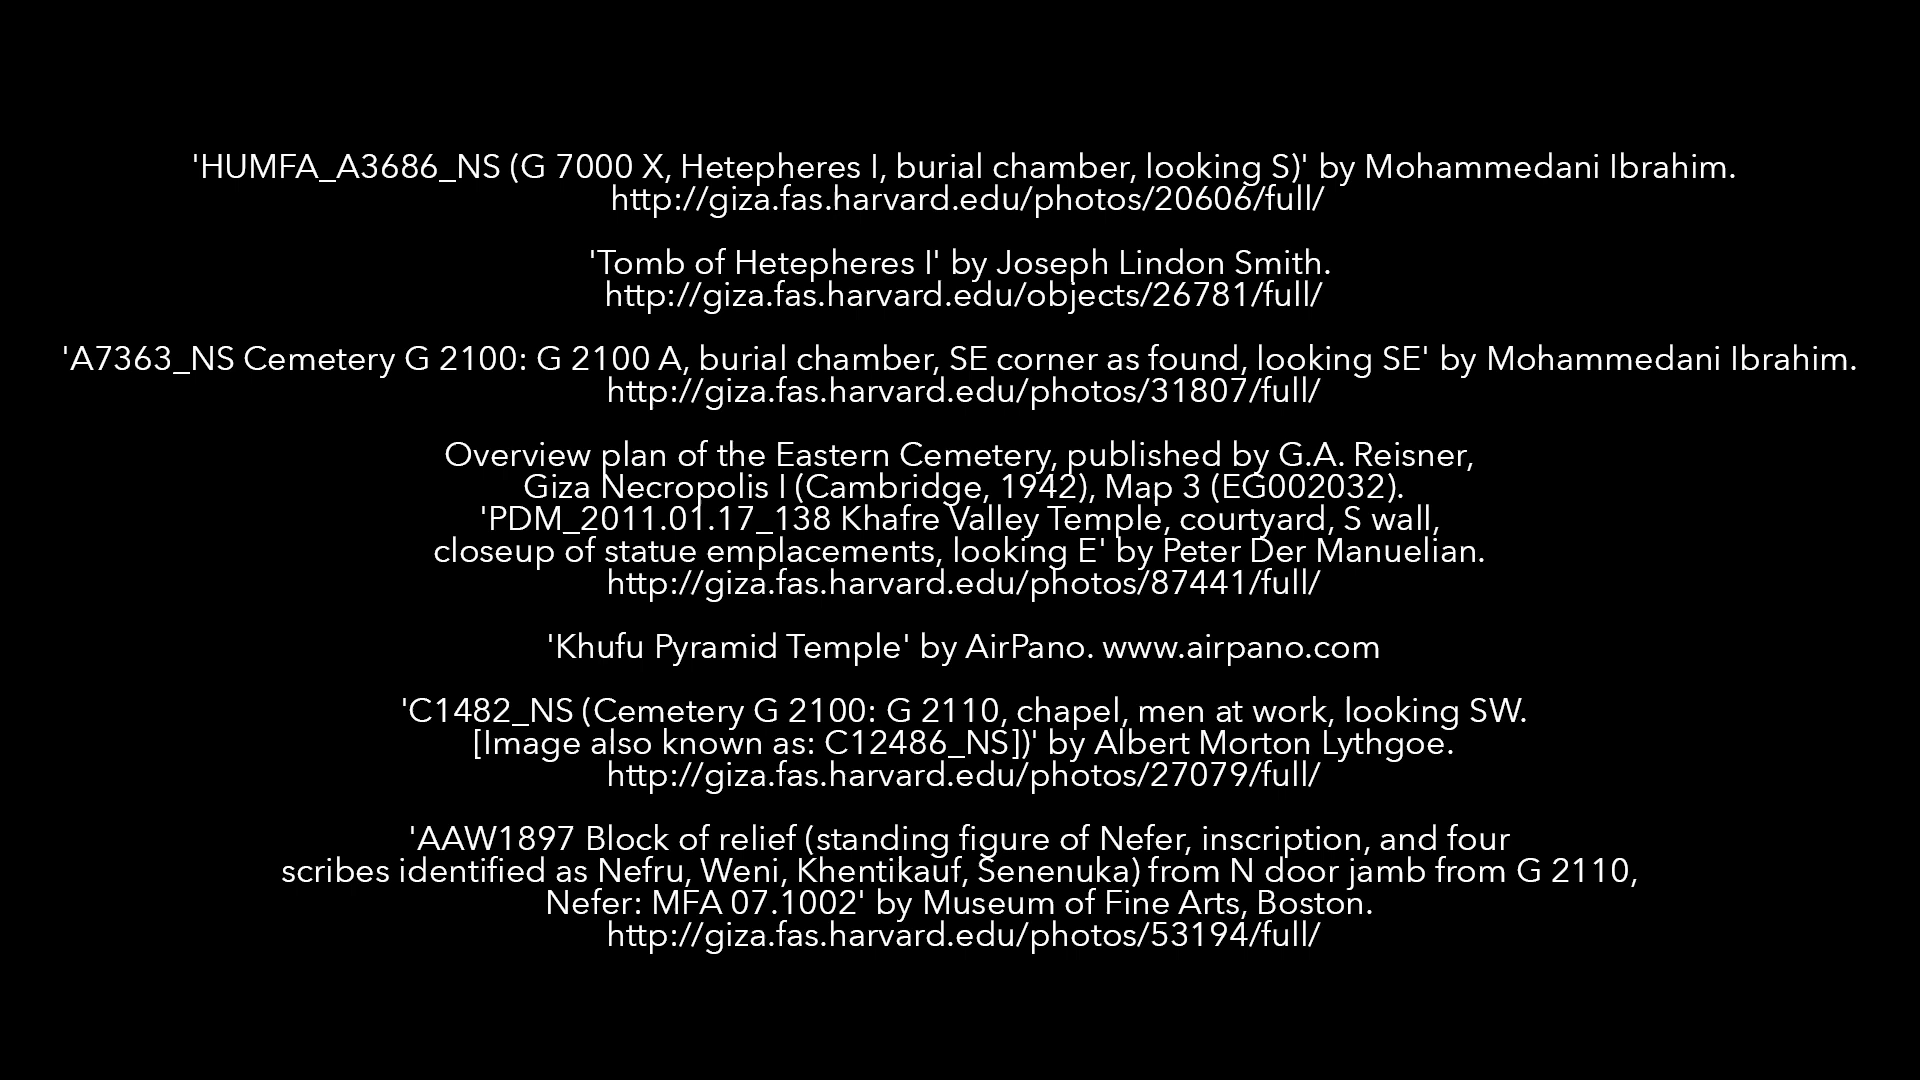 'HUMFA_A3686_NS (G 7000 X, Hetepheres I, burial chamber, looking S)' by Mohammedani Ibrahim.
http://giza.fas.harvard.edu/photos/20606/full/
'Tomb of Hetepheres I' by Joseph Lindon Smith.
http://giza.fas.harvard.edu/objects/26781/full/
'A7363_NS Cemetery G 2100: G 2100 A, burial chamber, SE corner as found, looking SE' by Mohammedani Ibrahim.
http://giza.fas.harvard.edu/photos/31807/full/
Overview plan of the Eastern Cemetery, published by G.A. Reisner,
Giza Necropolis I (Cambridge, 1942), Map 3 (EG002032).
'PDM_2011.01.17_138 Khafre Valley Temple, courtyard, S wall,
closeup of statue emplacements, looking E' by Peter Der Manuelian.
http://giza.fas.harvard.edu/photos/87441/full/
'Khufu Pyramid Temple' by AirPano. www.airpano.com
'C1482_NS (Cemetery G 2100: G 2110, chapel, men at work, looking SW.
[Image also known as: C12486_NS])' by Albert Morton Lythgoe.
http://giza.fas.harvard.edu/photos/27079/full/
'AAW1897 Block of relief (standing figure of Nefer, inscription, and four
scribes identified as Nefru, Weni, Khentikauf, Senenuka) from N door jamb from G 2110,
Nefer: MFA 07.1002' by Museum of Fine Arts, Boston.
http://giza.fas.harvard.edu/photos/53194/full/